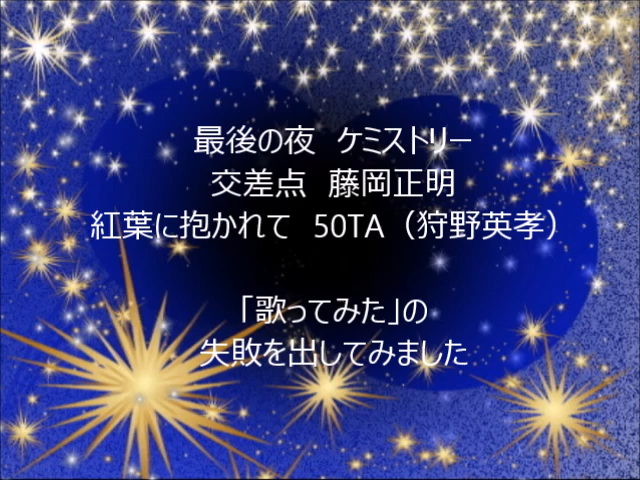 最後の夜　ケミストリー
交差点　藤岡正明
紅葉に抱かれて　50TA（狩野英孝）
「歌ってみた」の
失敗を出してみました